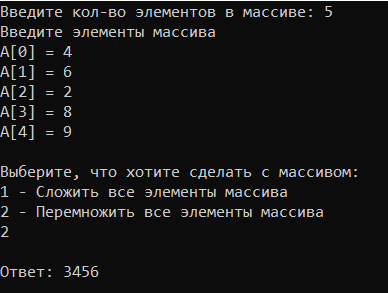 Введите кол-во элементов в массиве: 5
Введите элементы массива
A[0] = 4
A[1] = 6
A[2] = 2
A[3] = 8
A[4] = 9
Выберите, что хотите сделать с массивом:
1 - Сложить все элементы массива
2 - Перемножить все элементы массива
2
Ответ: 3456